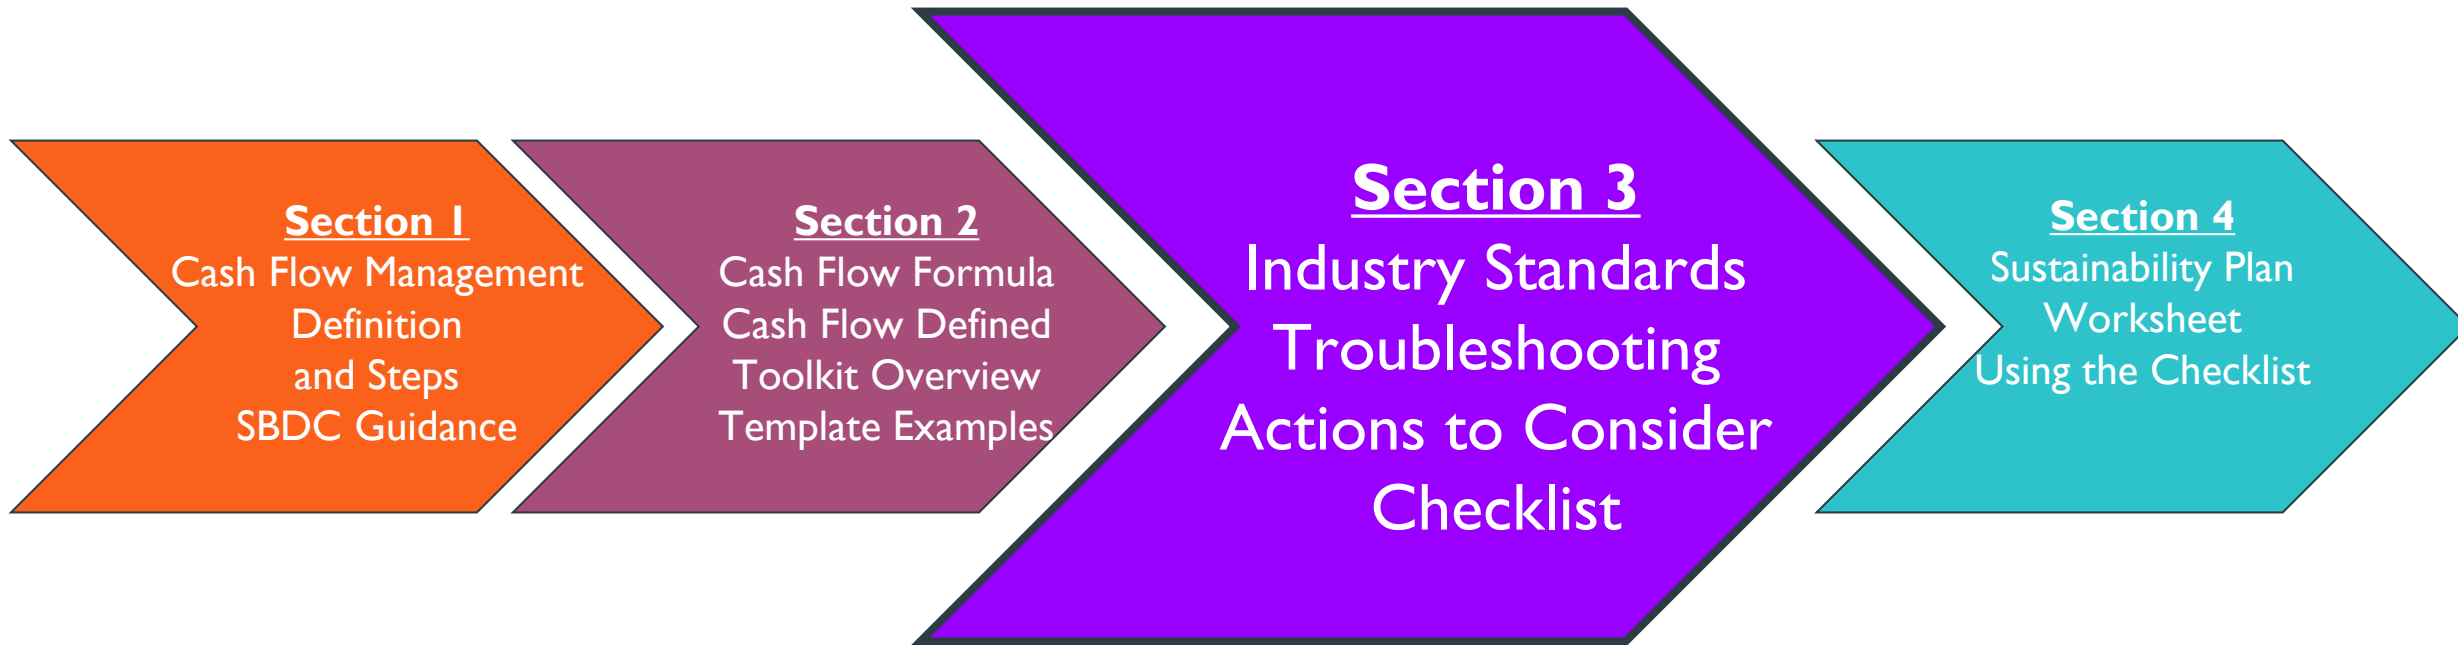 Section 1
Cash Flow Management
Definition
and Steps
SBDC Guidance
Section 2
Cash Flow Formula
Cash Flow Defined
Toolkit Overview
Template Examples
Section 3
Industry Standards
Troubleshooting
Actions to Consider
Checklist
Section 4
Sustainability Plan
Worksheet
Using the Checklist